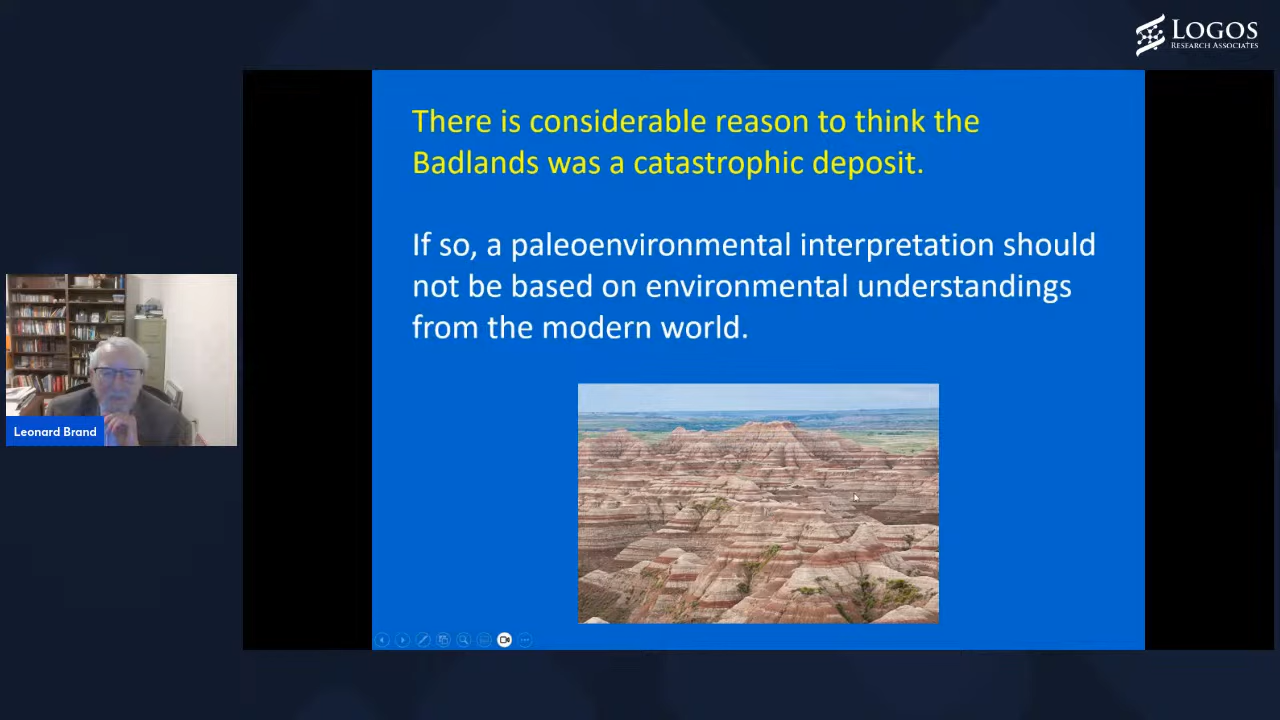 LOGOS
RESEARCH ASSOCIATES
There is considerable reason to think the
Badlands was a catastrophic deposit.
If so, a paleoenvironmental interpretation should
not be based on environmental understandings
from the modern world.
Leonard Brand